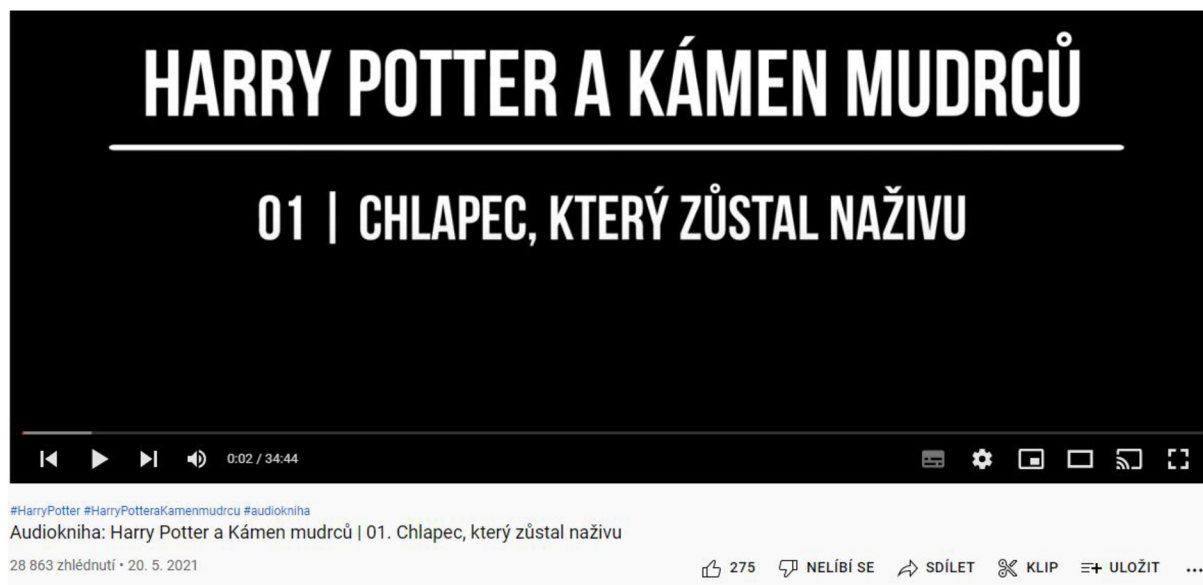 HARRY POTTER A KÁMEN MUDRCŮ
01 | CHLAPEC, KTERÝ ZŮSTAL NAŽIVU
0:02 / 34:44
#HarryPotter #HarryPotteraKamenmudrcu #audiokniha
Audiokniha: Harry Potter a Kámen mudrců | 01. Chlapec, který zůstal naživu
28 863 zhlédnutí • 20. 5. 2021
275 NELÍBÍ SE SDÍLET KLIP ULOŽIT ...